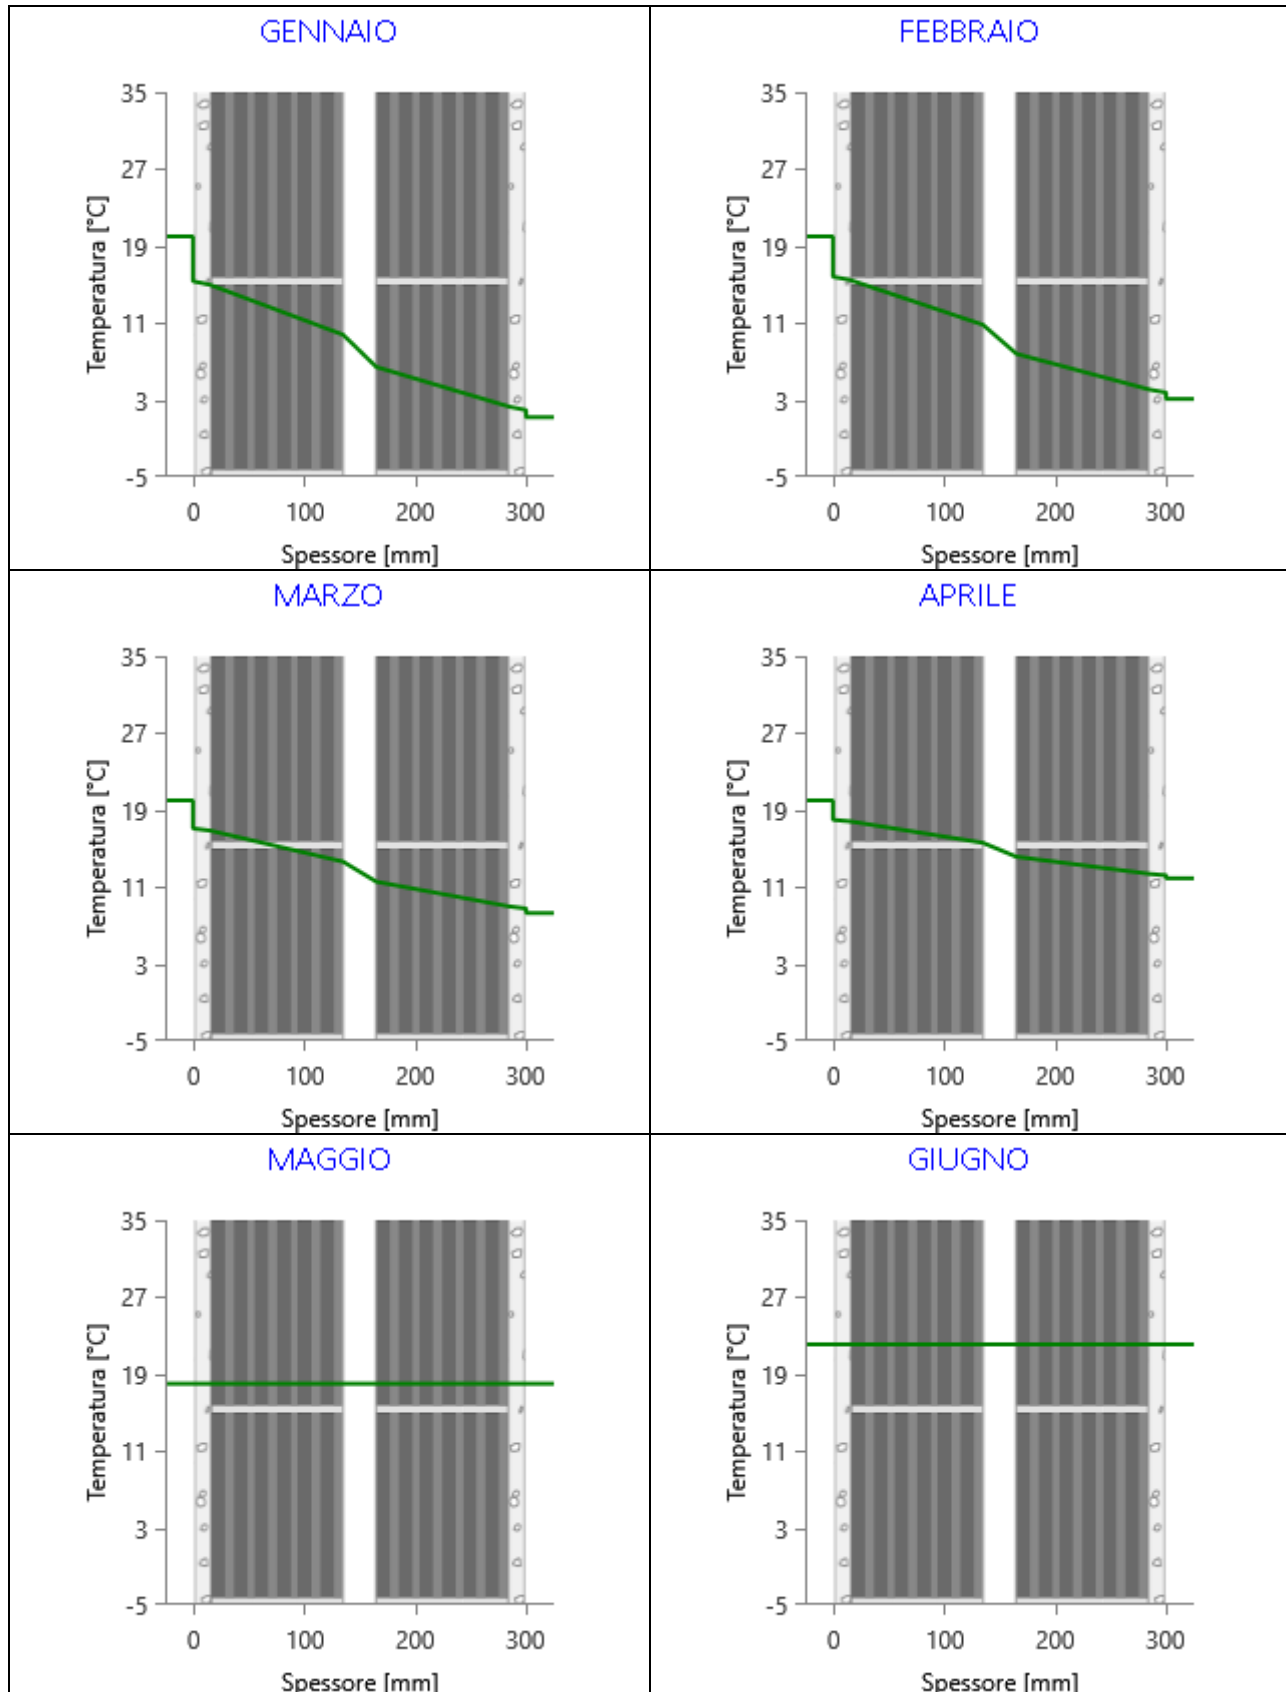 GENNAIO
35
27
19
11
3
-5
Temperatura [°C]
0 100 200 300
Spessore [mm]
FEBBRAIO
35
27
19
11
3
-5
Temperatura [°C]
0 100 200 300
Spessore [mm]
MARZO
35
27
19
11
3
-5
Temperatura [°C]
0 100 200 300
Spessore [mm]
APRILE
35
27
19
11
3
-5
Temperatura [°C]
0 100 200 300
Spessore [mm]
MAGGIO
35
27
19
11
3
-5
Temperatura [°C]
0 100 200 300
Spessore [mm]
GIUGNO
35
27
19
11
3
-5
Temperatura [°C]
0 100 200 300
Spessore [mm]